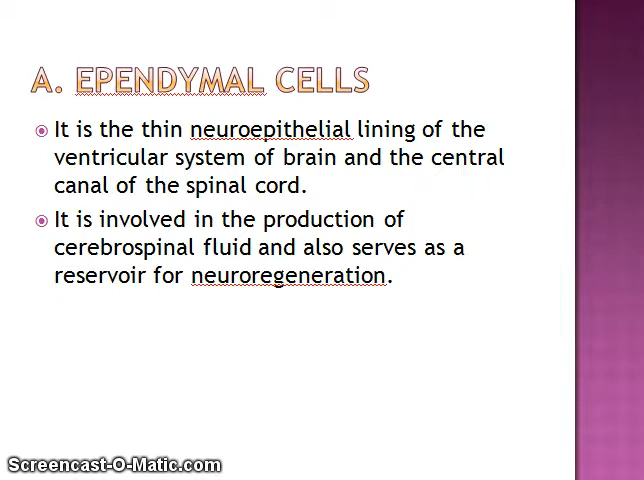 A. EPENDYMAL CELLS
It is the thin neuroepithelial lining of the
ventricular system of brain and the central
canal of the spinal cord.
It is involved in the production of
cerebrospinal fluid and also serves as a
reservoir for neuroregeneration.
Screencast-O-Matic.com